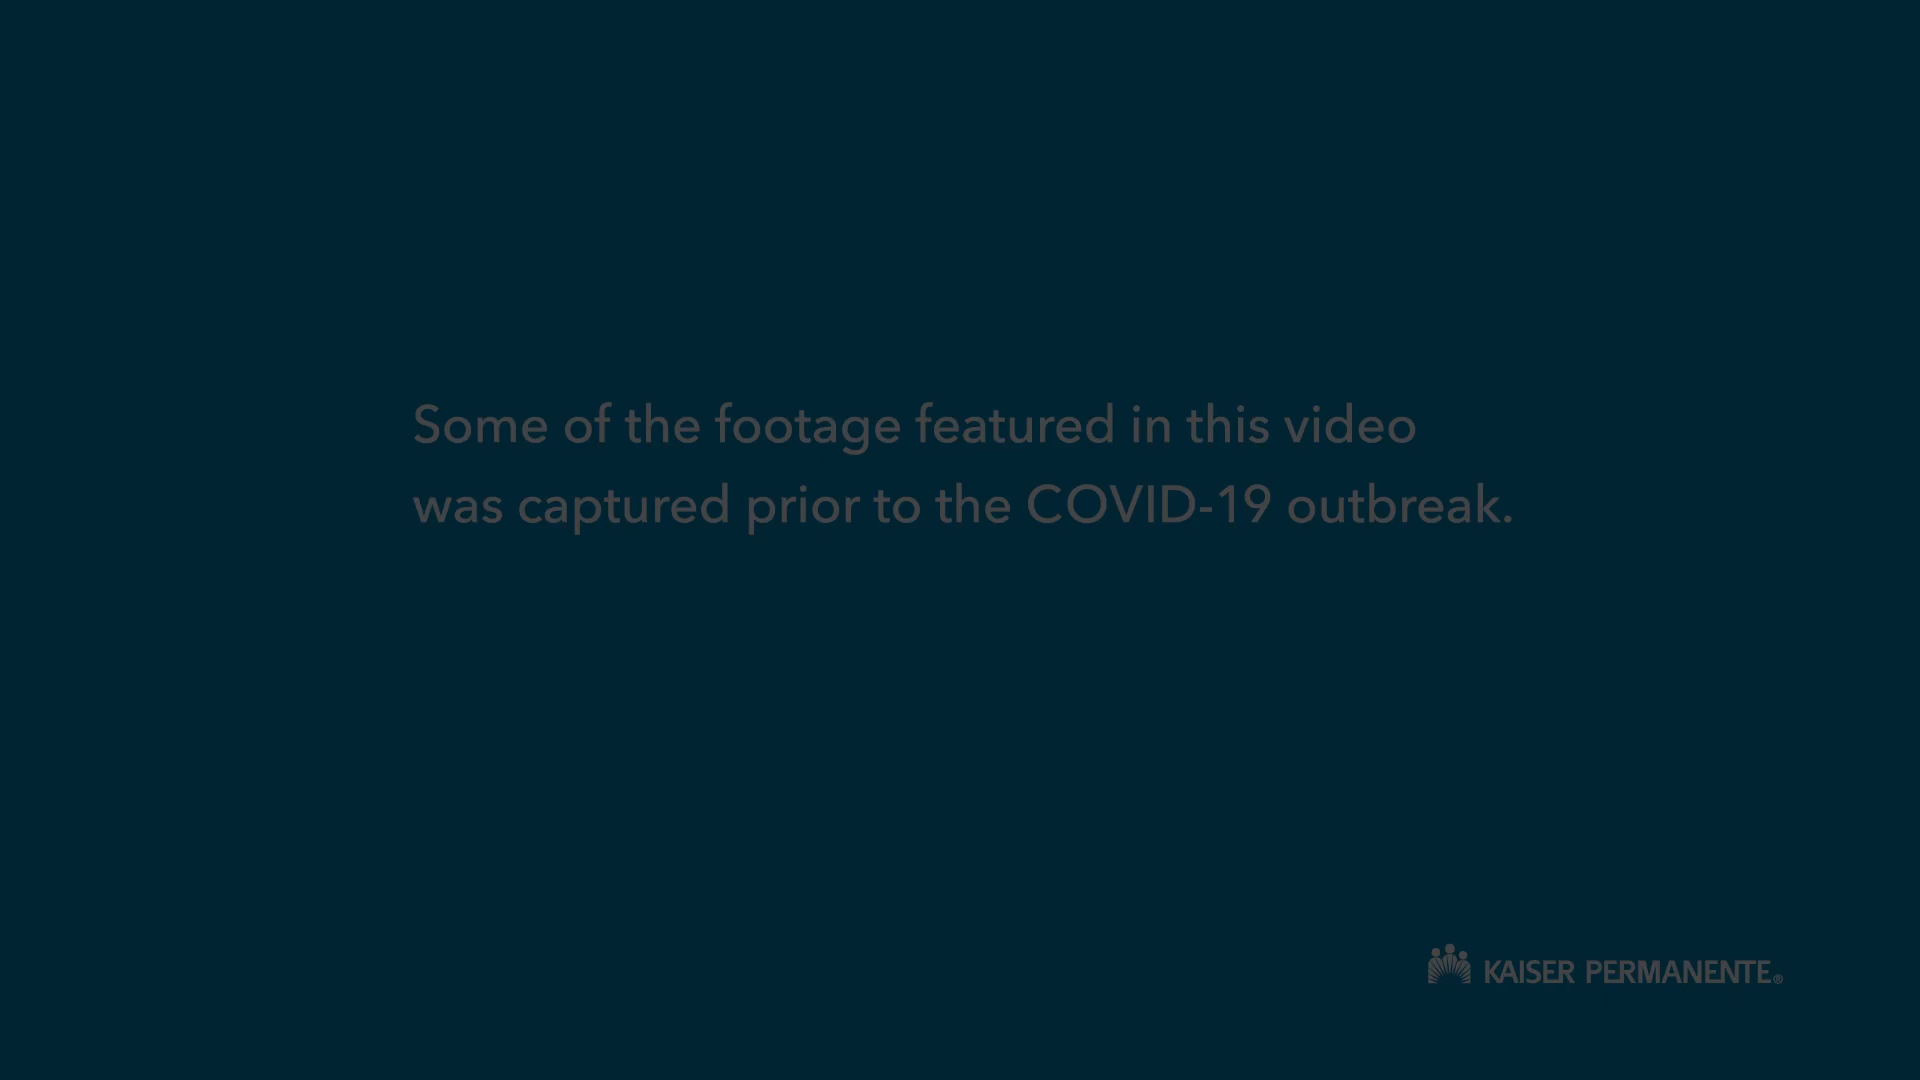 Some of the footage featured in this video
was captured prior to the COVID-19 outbreak.
KAISER PERMANENTE®